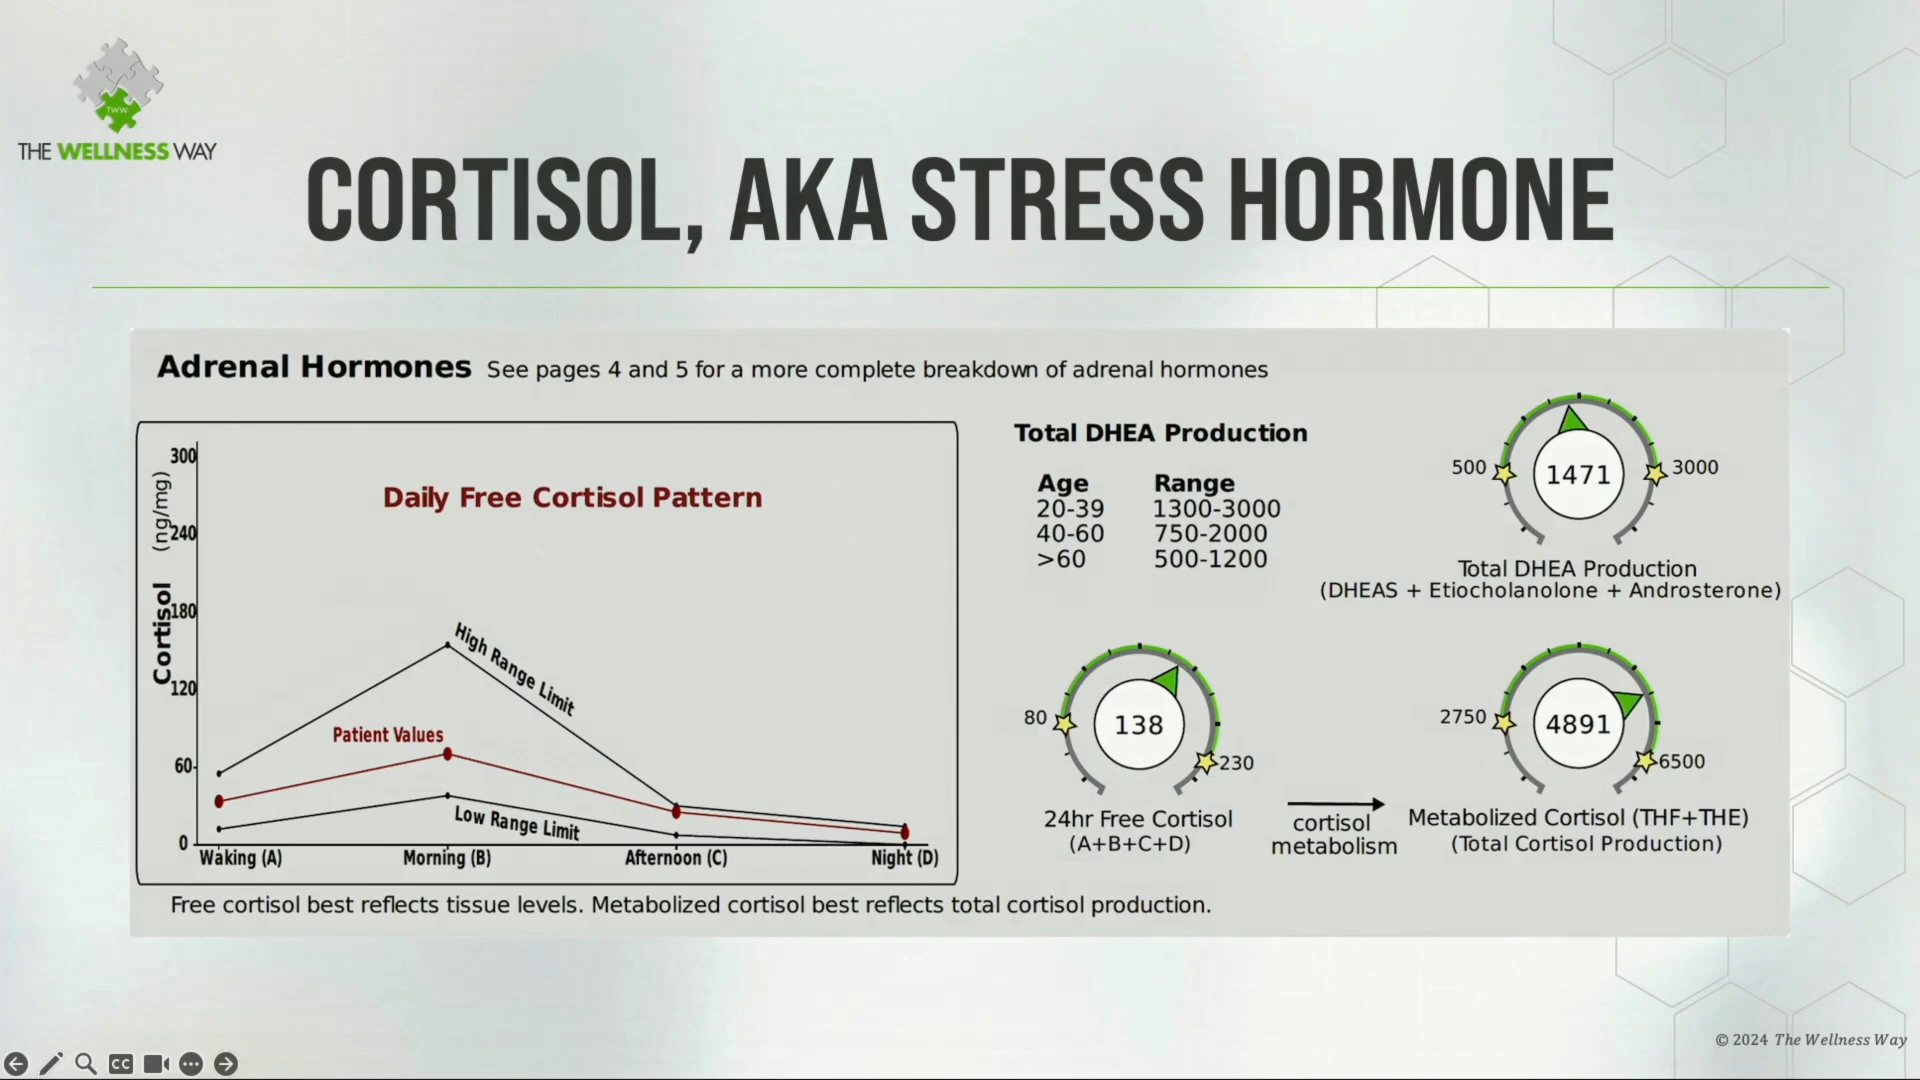 TWW
THE WELLNESS WAY
CORTISOL, AKA STRESS HORMONE
Adrenal Hormones See pages 4 and 5 for a more complete breakdown of adrenal hormones
Cortisol (ng/mg)
300
240
180
120
60
0
Daily Free Cortisol Pattern
High Range Limit
Patient Values
Low Range Limit
Waking (A) Morning (B) Afternoon (C) Night (D)
Free cortisol best reflects tissue levels. Metabolized cortisol best reflects total cortisol production.
Total DHEA Production
Age Range
20-39 1300-3000
40-60 750-2000
>60 500-1200
500 1471 3000
Total DHEA Production
(DHEAS + Etiocholanolone + Androsterone)
80 138 230
24hr Free Cortisol
(A+B+C+D)
cortisol
metabolism
2750 4891 6500
Metabolized Cortisol (THF+THE)
(Total Cortisol Production)
CC
© 2024 The Wellness Way